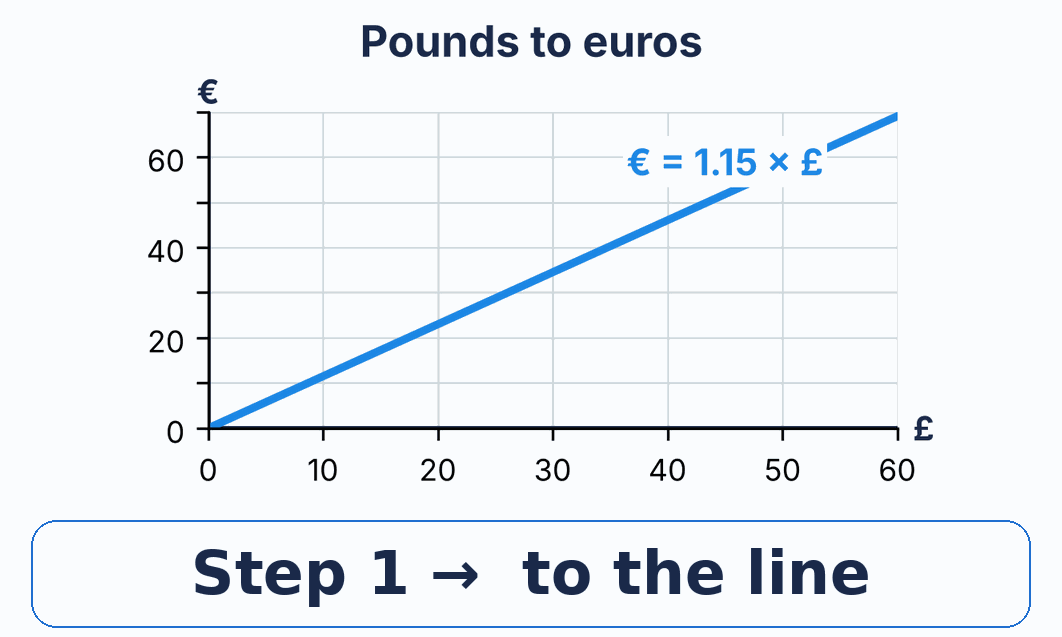 Pounds to euros
€
€ = 1.15 × £
60
40
20
0
£
0 10 20 30 40 50 60
Step 1 → to the line